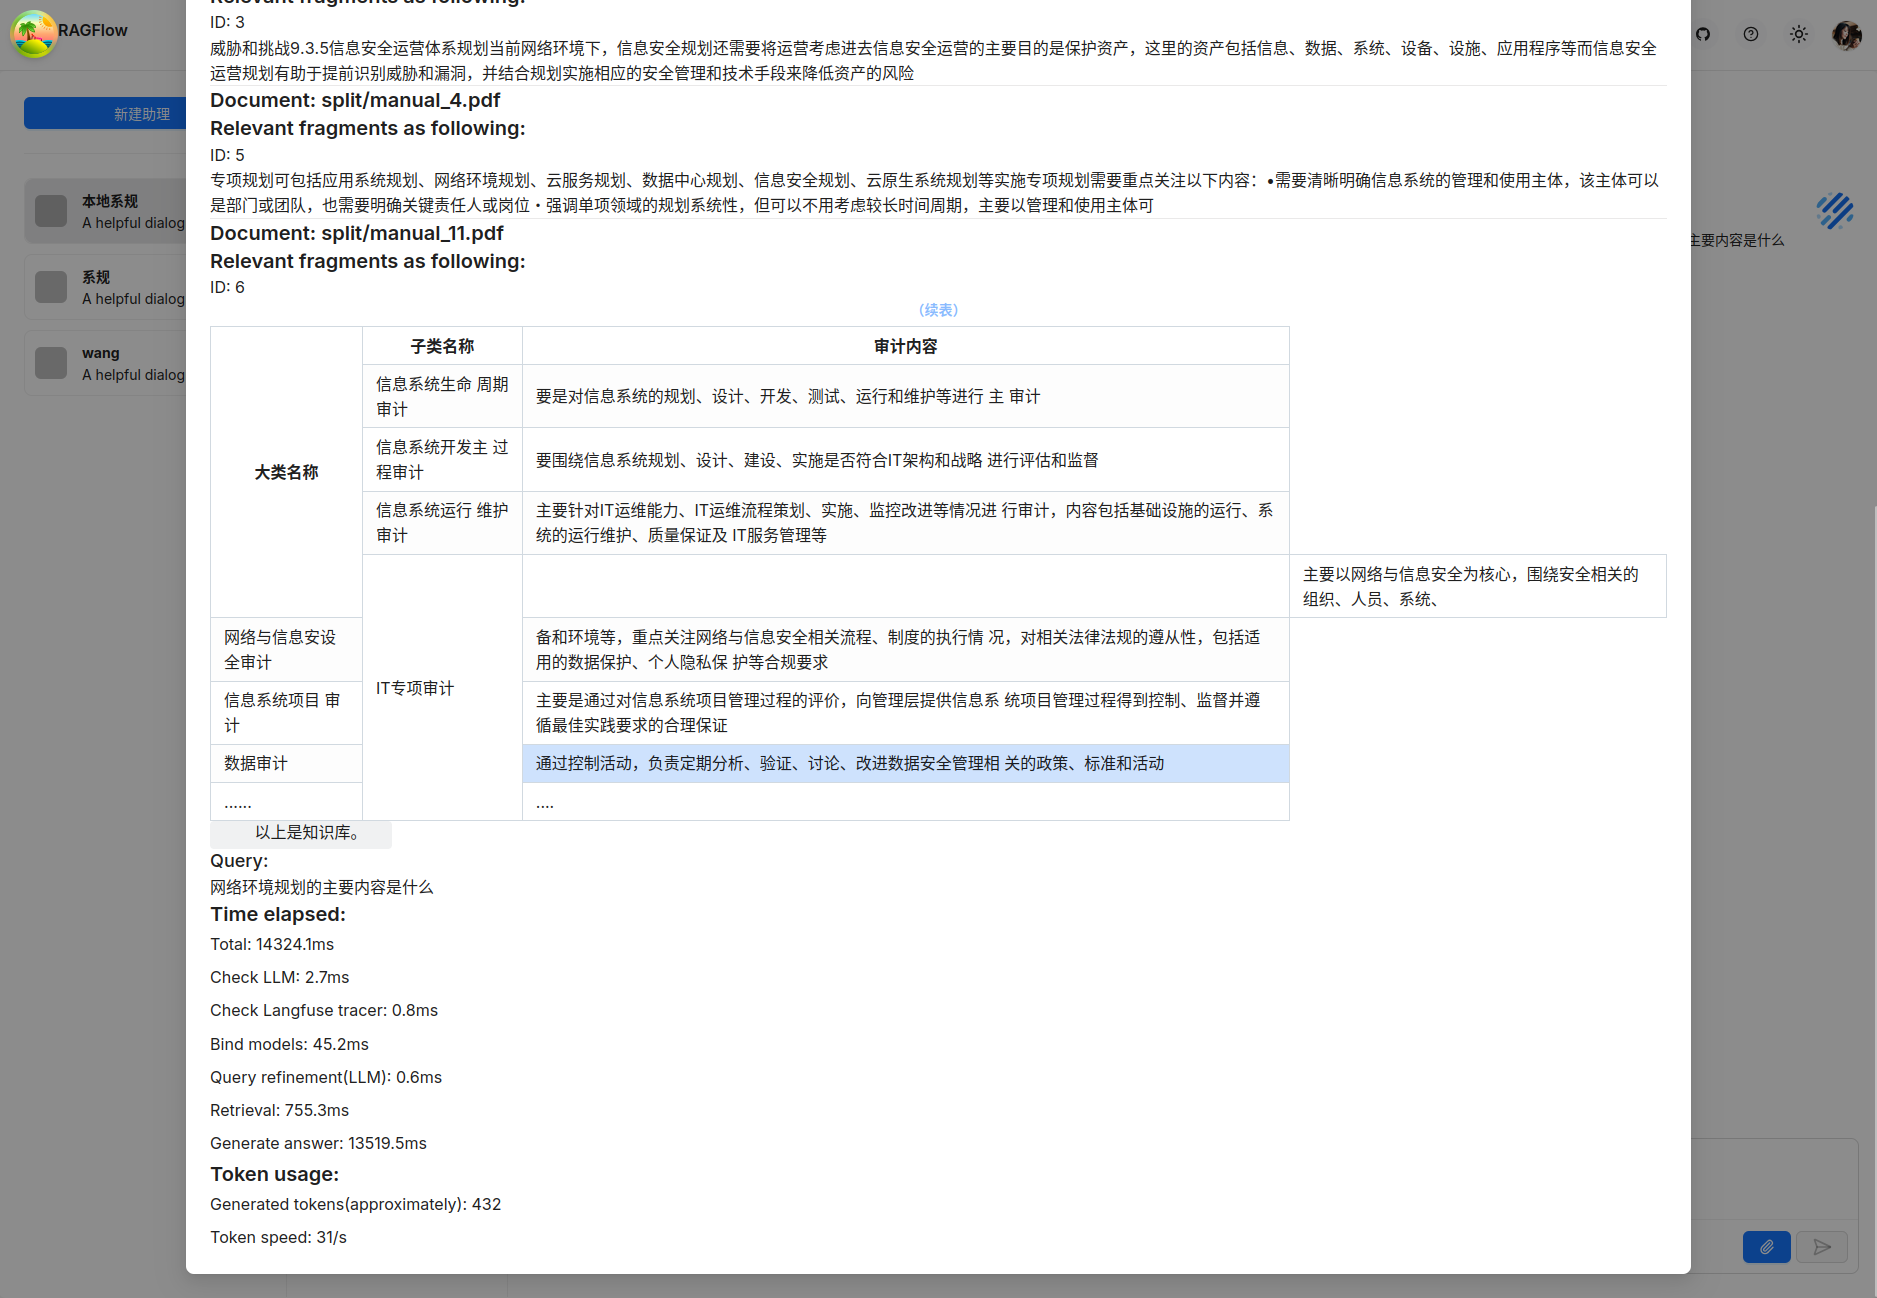 RAGFlow
新建助理
本地系规
A helpful dialog
系规
A helpful dialog
wang
A helpful dialog
主要内容是什么
Relevant fragments as following:
ID: 3
威胁和挑战9.3.5信息安全运营体系规划当前网络环境下，信息安全规划还需要将运营考虑进去信息安全运营的主要目的是保护资产，这里的资产包括信息、数据、系统、设备、设施、应用程序等而信息安全
运营规划有助于提前识别威胁和漏洞，并结合规划实施相应的安全管理和技术手段来降低资产的风险
Document: split/manual_4.pdf
Relevant fragments as following:
ID: 5
专项规划可包括应用系统规划、网络环境规划、云服务规划、数据中心规划、信息安全规划、云原生系统规划等实施专项规划需要重点关注以下内容：•需要清晰明确信息系统的管理和使用主体，该主体可以
是部门或团队，也需要明确关键责任人或岗位・强调单项领域的规划系统性，但可以不用考虑较长时间周期，主要以管理和使用主体可
Document: split/manual_11.pdf
Relevant fragments as following:
ID: 6
（续表）
大类名称
子类名称
审计内容
信息系统生命 周期
审计
要是对信息系统的规划、设计、开发、测试、运行和维护等进行 主 审计
信息系统开发主 过
程审计
要围绕信息系统规划、设计、建设、实施是否符合IT架构和战略 进行评估和监督
信息系统运行 维护
审计
主要针对IT运维能力、IT运维流程策划、实施、监控改进等情况进 行审计，内容包括基础设施的运行、系
统的运行维护、质量保证及 IT服务管理等
IT专项审计
主要以网络与信息安全为核心，围绕安全相关的
组织、人员、系统、
网络与信息安设
全审计
备和环境等，重点关注网络与信息安全相关流程、制度的执行情 况，对相关法律法规的遵从性，包括适
用的数据保护、个人隐私保 护等合规要求
信息系统项目 审
计
主要是通过对信息系统项目管理过程的评价，向管理层提供信息系 统项目管理过程得到控制、监督并遵
循最佳实践要求的合理保证
数据审计
通过控制活动，负责定期分析、验证、讨论、改进数据安全管理相 关的政策、标准和活动
......
....
以上是知识库。
Query:
网络环境规划的主要内容是什么
Time elapsed:
Total: 14324.1ms
Check LLM: 2.7ms
Check Langfuse tracer: 0.8ms
Bind models: 45.2ms
Query refinement(LLM): 0.6ms
Retrieval: 755.3ms
Generate answer: 13519.5ms
Token usage:
Generated tokens(approximately): 432
Token speed: 31/s